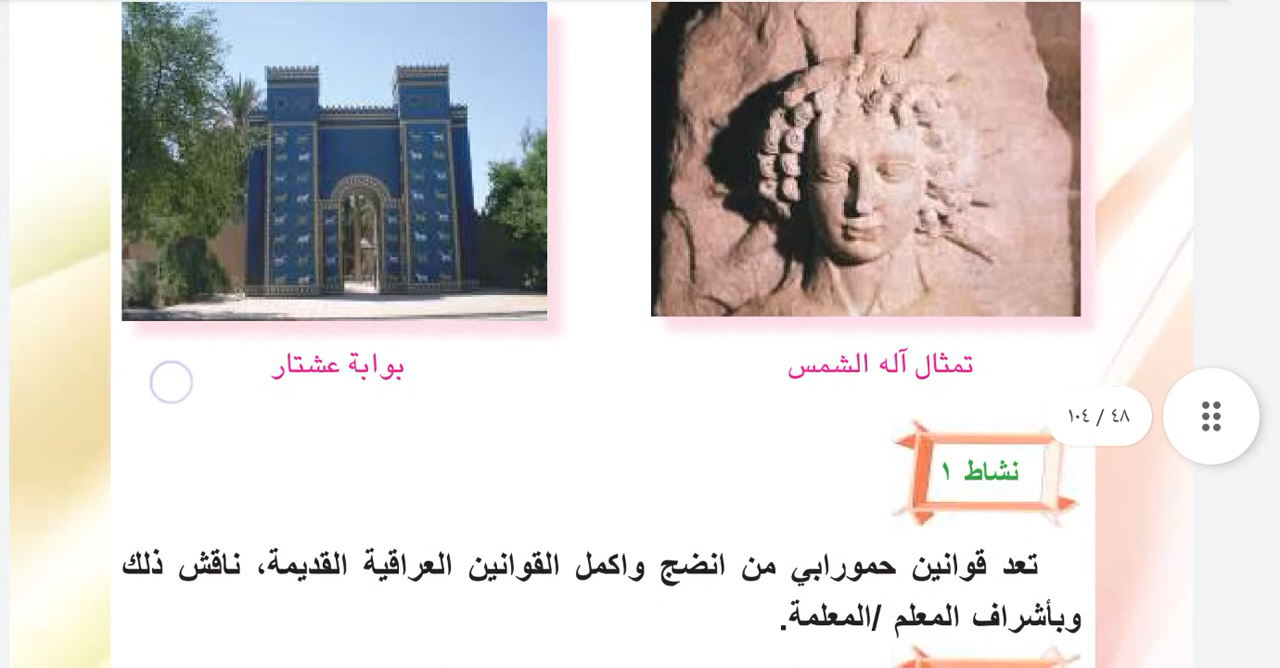 تمثال آله الشمس
بوابة عشتار
٤٨ / ١٠٤
نشاط ١
تعد قوانين حمورابي من انضج واكمل القوانين العراقية القديمة، ناقش ذلك
وبأشراف المعلم /المعلمة.